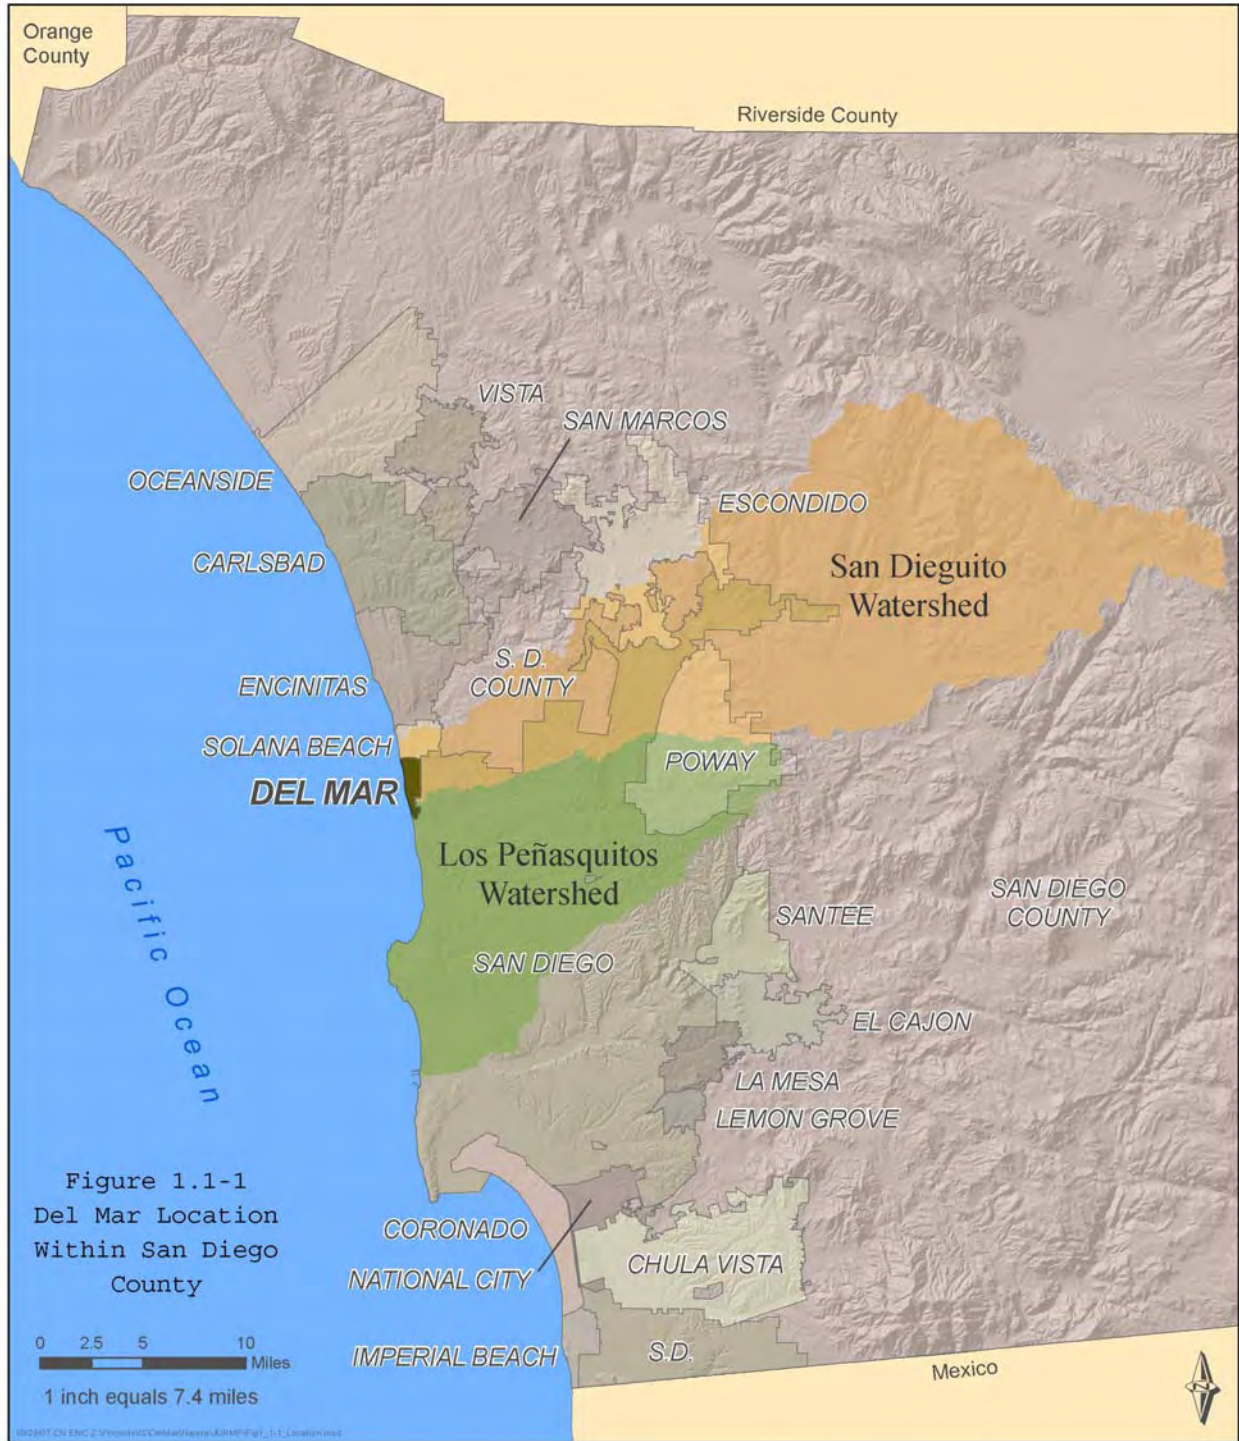 Orange
County
Riverside County
VISTA
SAN MARCOS
OCEANSIDE
ESCONDIDO
CARLSBAD
San Dieguito
Watershed
S. D.
COUNTY
ENCINITAS
SOLANA BEACH
POWAY
DEL MAR
Los Peñasquitos
Watershed
Pacific Ocean
SAN DIEGO
COUNTY
SANTEE
SAN DIEGO
EL CAJON
LA MESA
LEMON GROVE
Figure 1.1-1
Del Mar Location
Within San Diego
County
CORONADO
NATIONAL CITY
CHULA VISTA
IMPERIAL BEACH
S.D.
Mexico
0 2.5 5 10
Miles
1 inch equals 7.4 miles
N